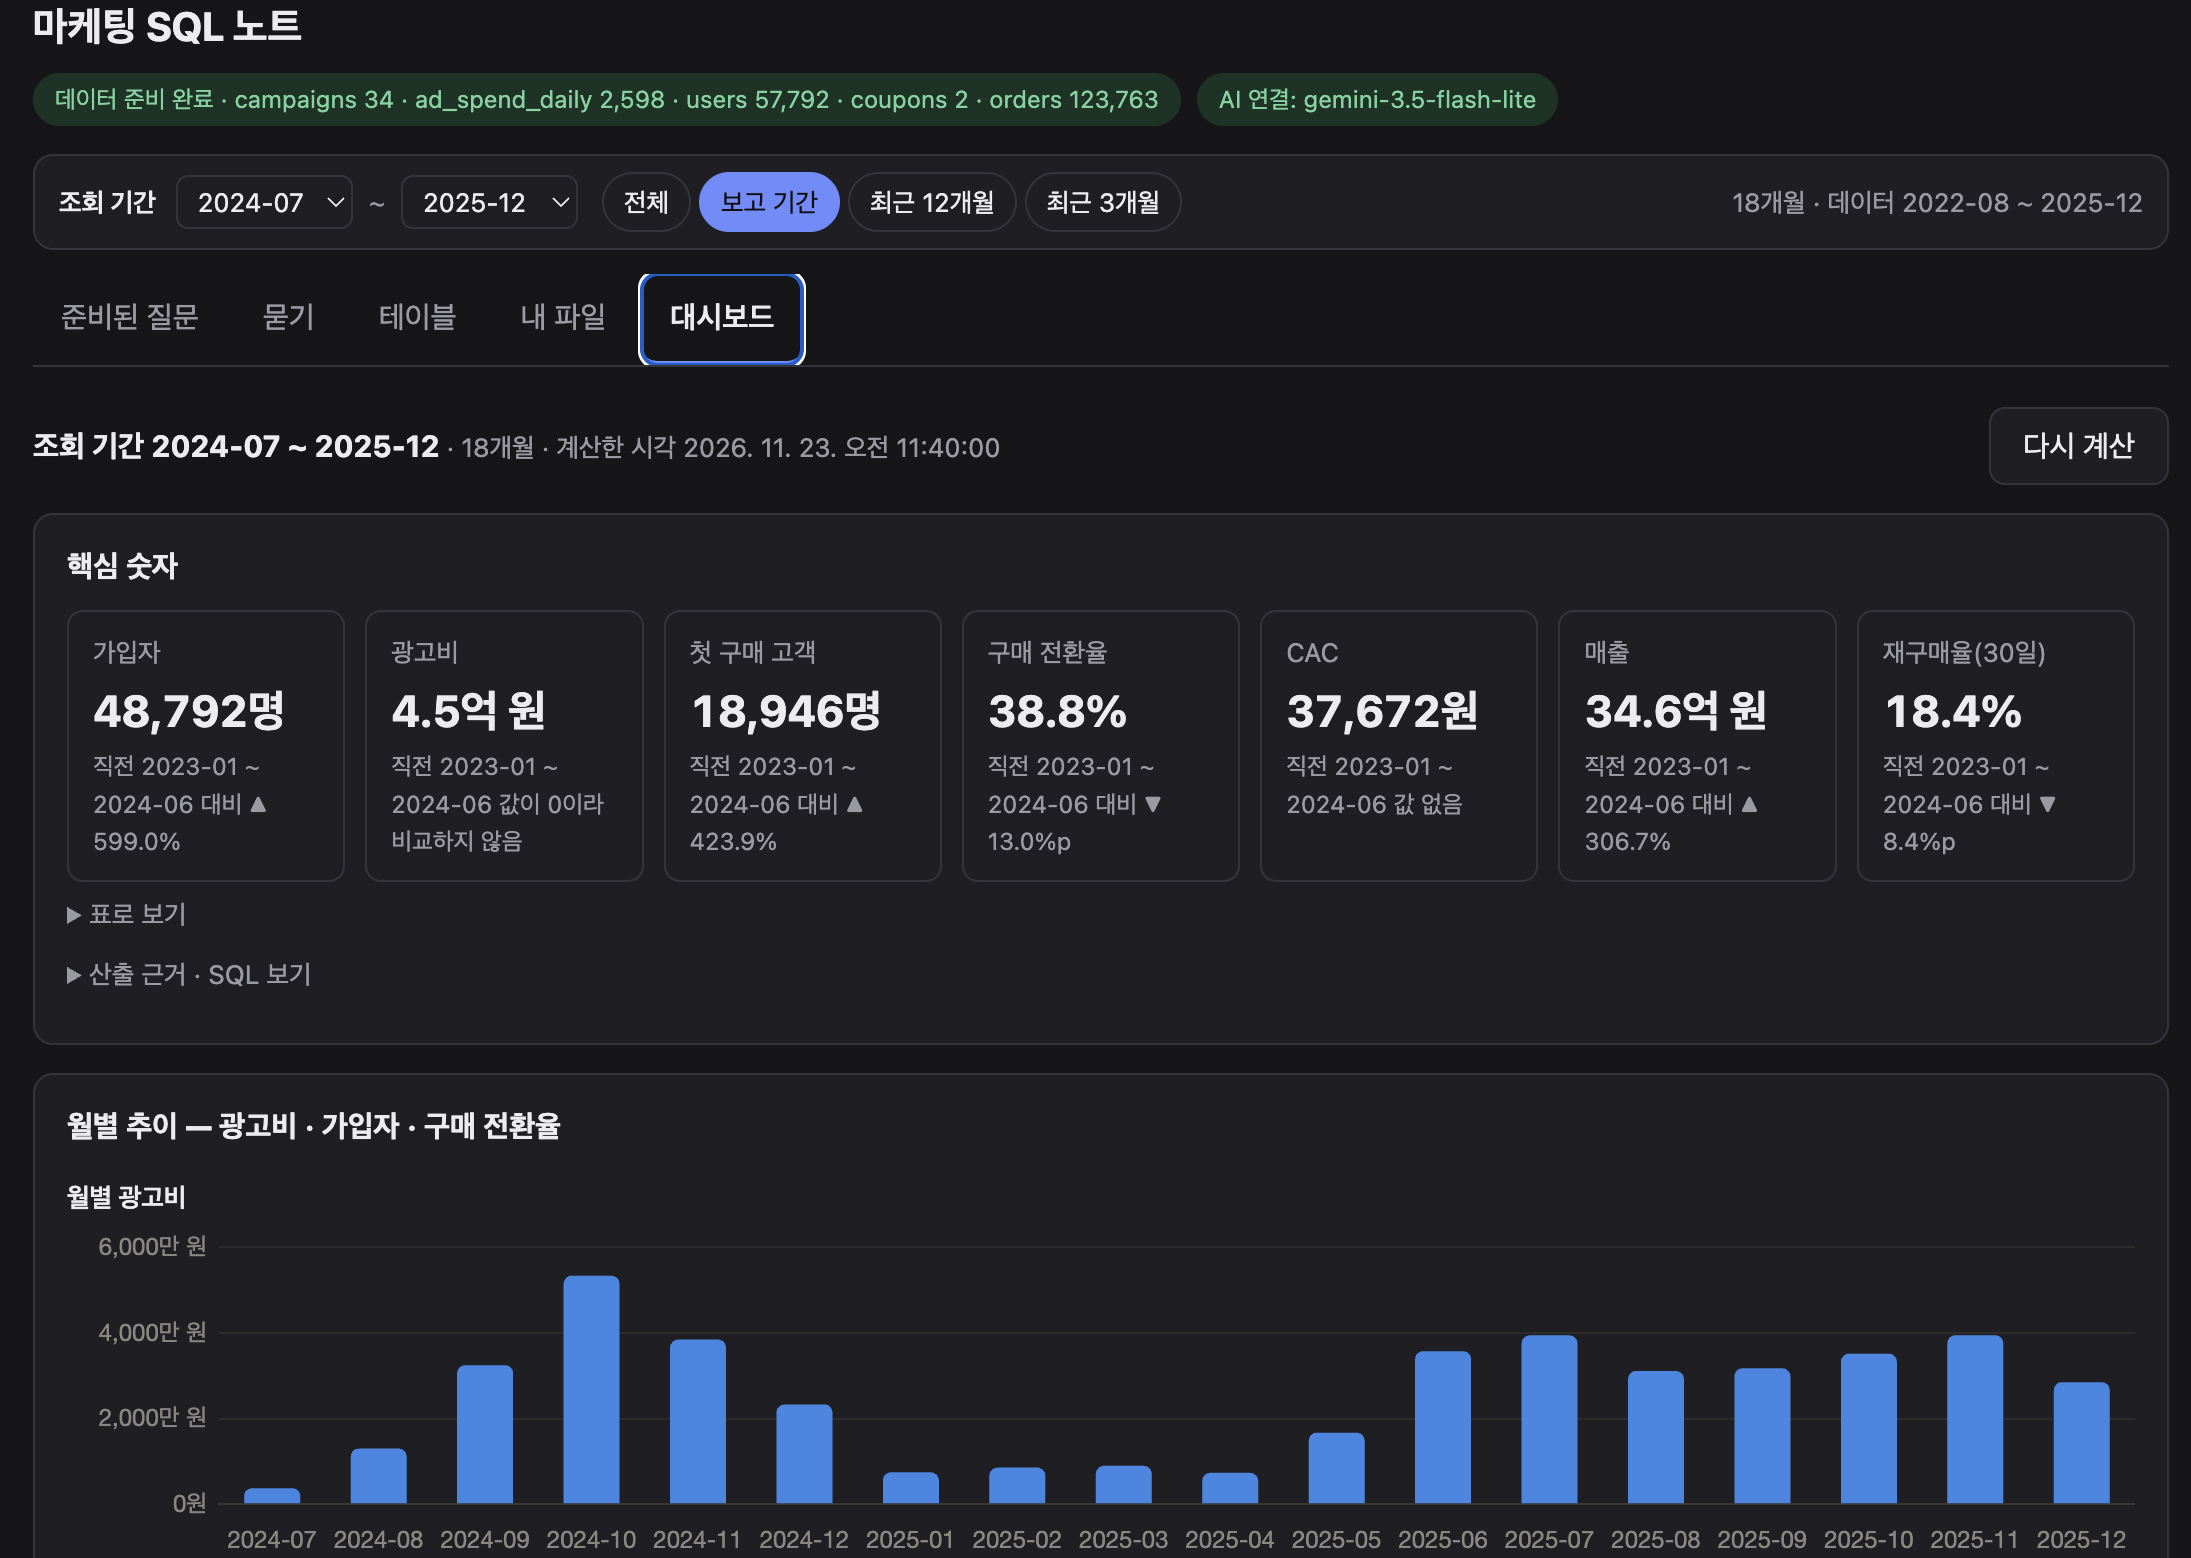 마케팅 SQL 노트
데이터 준비 완료 · campaigns 34 · ad_spend_daily 2,598 · users 57,792 · coupons 2 · orders 123,763
AI 연결: gemini-3.5-flash-lite
조회 기간 2024-07 ~ 2025-12 전체 보고 기간 최근 12개월 최근 3개월 18개월 · 데이터 2022-08 ~ 2025-12
준비된 질문 묻기 테이블 내 파일 대시보드
조회 기간 2024-07 ~ 2025-12 · 18개월 · 계산한 시각 2026. 11. 23. 오전 11:40:00
다시 계산
핵심 숫자
가입자
48,792명
직전 2023-01 ~
2024-06 대비 ▲
599.0%
광고비
4.5억 원
직전 2023-01 ~
2024-06 값이 0이라
비교하지 않음
첫 구매 고객
18,946명
직전 2023-01 ~
2024-06 대비 ▲
423.9%
구매 전환율
38.8%
직전 2023-01 ~
2024-06 대비 ▼
13.0%p
CAC
37,672원
직전 2023-01 ~
2024-06 값 없음
매출
34.6억 원
직전 2023-01 ~
2024-06 대비 ▲
306.7%
재구매율(30일)
18.4%
직전 2023-01 ~
2024-06 대비 ▼
8.4%p
▶ 표로 보기
▶ 산출 근거 · SQL 보기
월별 추이 — 광고비 · 가입자 · 구매 전환율
월별 광고비
6,000만 원
4,000만 원
2,000만 원
0원
2024-07 2024-08 2024-09 2024-10 2024-11 2024-12 2025-01 2025-02 2025-03 2025-04 2025-05 2025-06 2025-07 2025-08 2025-09 2025-10 2025-11 2025-12